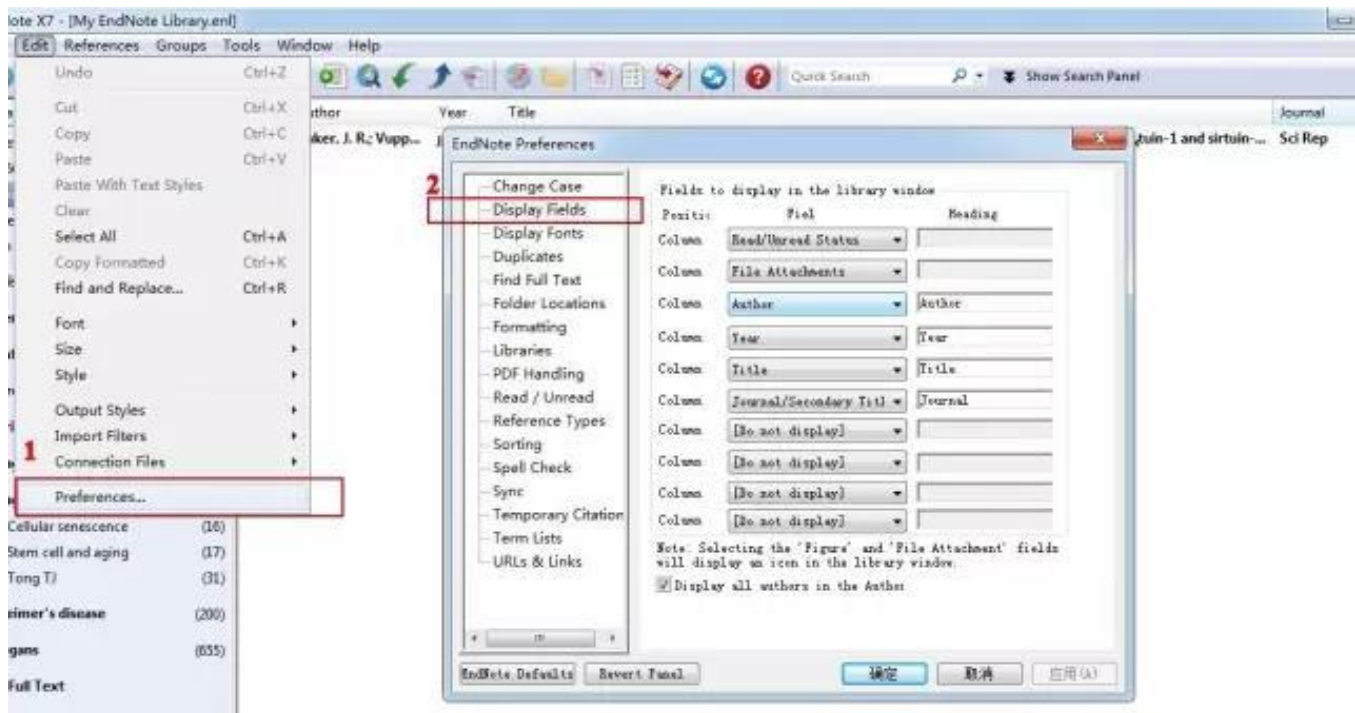 ote X7 - [My EndNote Library.enl]
Edit References Groups Tools Window Help
Undo Ctrl+Z
Cut Ctrl+X
Copy Ctrl+C
Paste Ctrl+V
Paste With Text Styles
Clear
Select All Ctrl+A
Copy Formatted Ctrl+K
Find and Replace... Ctrl+R
Font
Size
Style
Output Styles
Import Filters
1
Connection Files
Preferences...
Cellular senescence (16)
Stem cell and aging (17)
Tong TJ (31)
eimer's disease (200)
gans (655)
Full Text
Quick Search Show Search Panel
thor Year Title Journal
ker, J. R.; Vupp... tuin-1 and sirtuin-... Sci Rep
EndNote Preferences
2
Change Case
Display Fields
Display Fonts
Duplicates
Find Full Text
Folder Locations
Formatting
Libraries
PDF Handling
Read / Unread
Reference Types
Sorting
Spell Check
Sync
Temporary Citation
Term Lists
URLs & Links
Fields to display in the library window
Positic Fiel Heading
Column Read/Unread Status
Column File Attachments
Column Author Author
Column Year Year
Column Title Title
Column Journal/Secondary Titl Journal
Column [Do not display]
Column [Do not display]
Column [Do not display]
Column [Do not display]
Note: Selecting the 'Figure' and 'File Attachment' fields
will display an icon in the library window.
Display all authors in the Author
EndNote Defaults Revert Panel 确定 取消 应用(A)